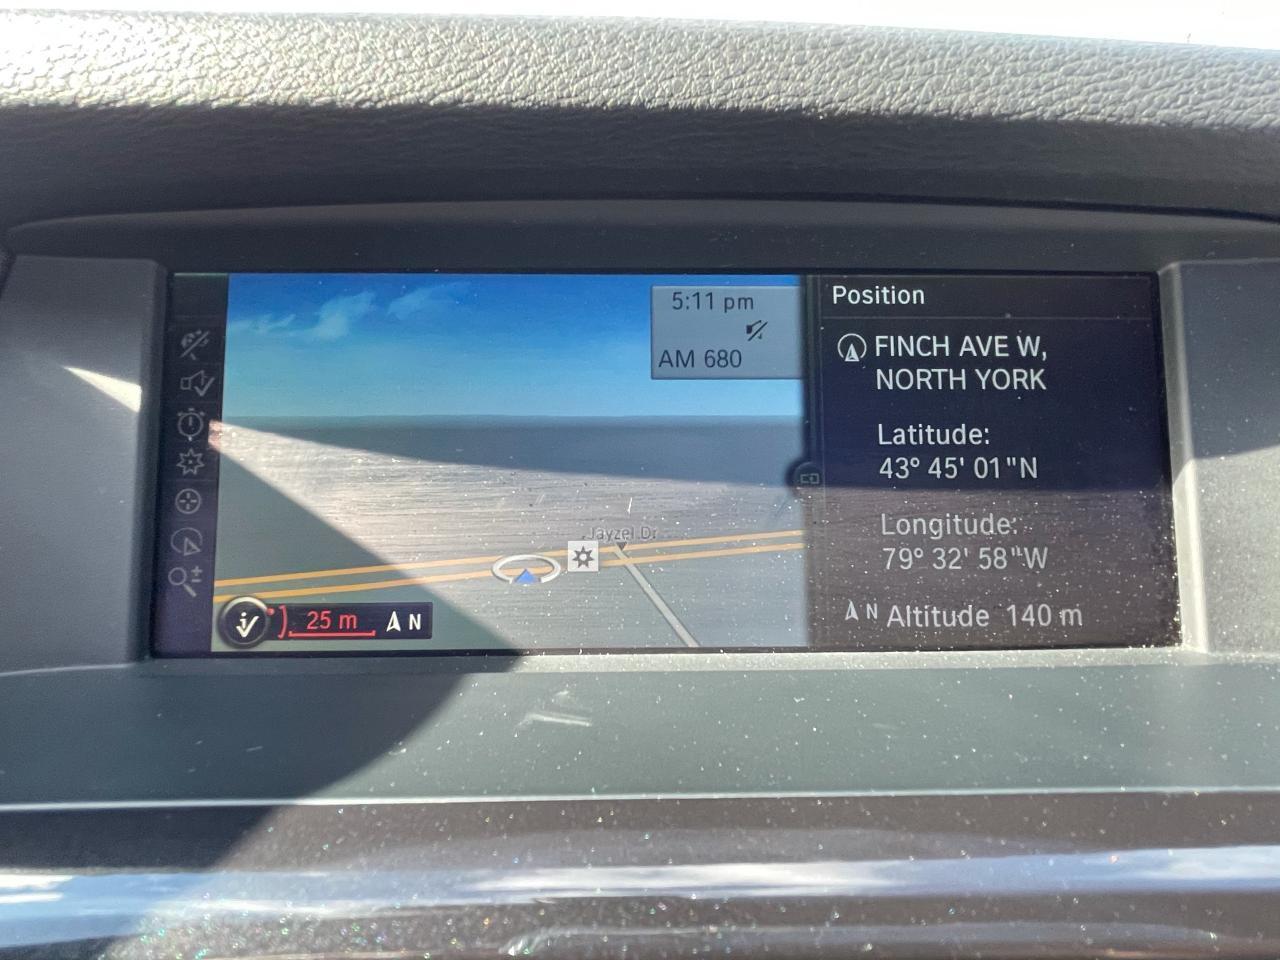 5:11 pm
AM 680
Jayzel Dr
25 m
N
Position
FINCH AVE W,
NORTH YORK
Latitude:
43° 45' 01"N
Longitude:
79° 32' 58"W
N Altitude 140 m